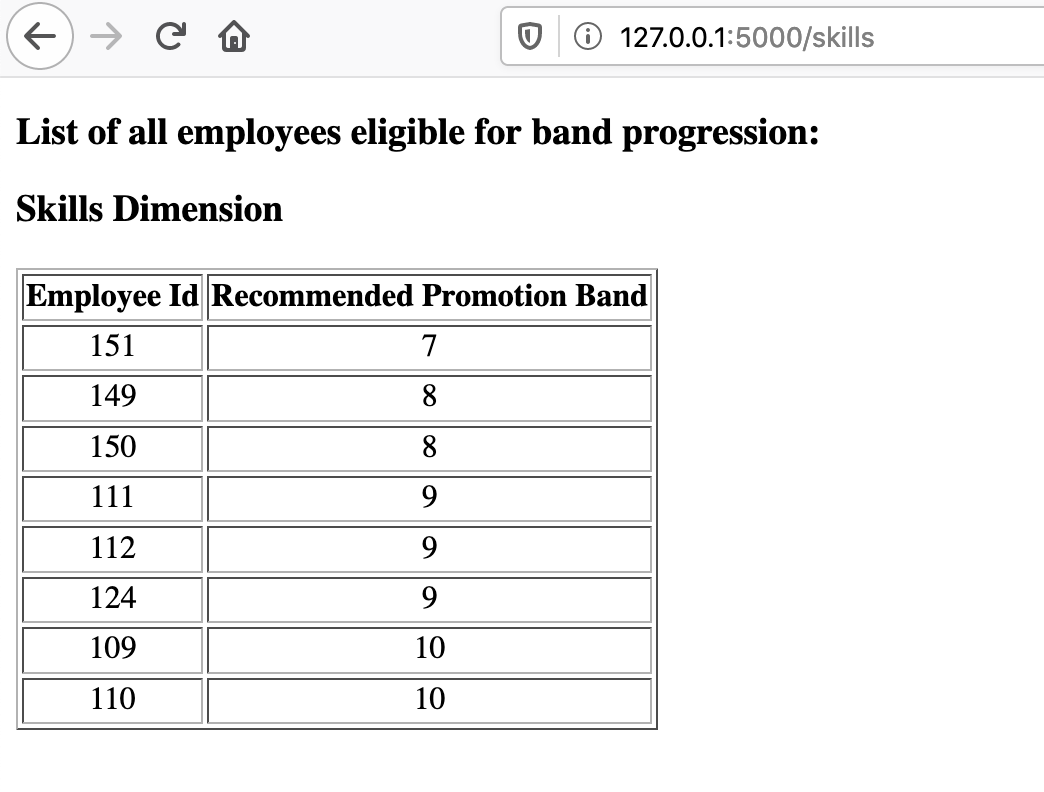 127.0.0.1:5000/skills
List of all employees eligible for band progression:
Skills Dimension
Employee Id Recommended Promotion Band
151 7
149 8
150 8
111 9
112 9
124 9
109 10
110 10